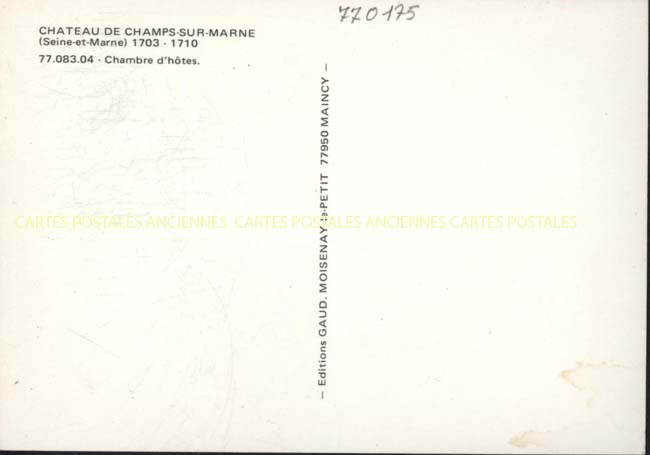 770175
CHATEAU DE CHAMPS-SUR-MARNE
(Seine-et-Marne) 1703 - 1710
77.083.04 - Chambre d'hôtes.
— Editions GAUD. MOISENAY le-PETIT 77950 MAINCY —
CARTES POSTALES ANCIENNES CARTES POSTALES ANCIENNES CARTES POSTALES